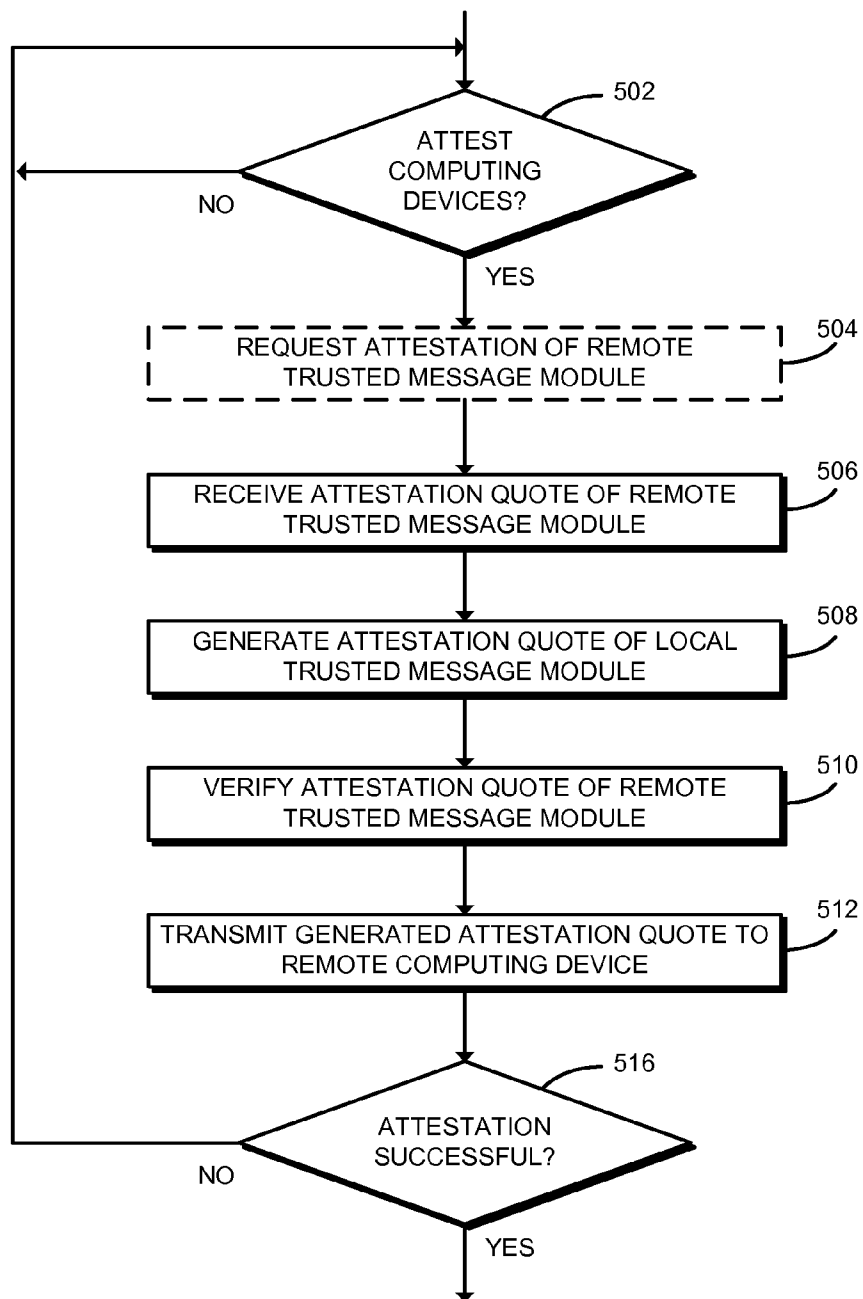 502
ATTEST
COMPUTING
DEVICES?
NO
YES
504
REQUEST ATTESTATION OF REMOTE
TRUSTED MESSAGE MODULE
506
RECEIVE ATTESTATION QUOTE OF REMOTE
TRUSTED MESSAGE MODULE
508
GENERATE ATTESTATION QUOTE OF LOCAL
TRUSTED MESSAGE MODULE
510
VERIFY ATTESTATION QUOTE OF REMOTE
TRUSTED MESSAGE MODULE
512
TRANSMIT GENERATED ATTESTATION QUOTE TO
REMOTE COMPUTING DEVICE
516
ATTESTATION
SUCCESSFUL?
NO
YES